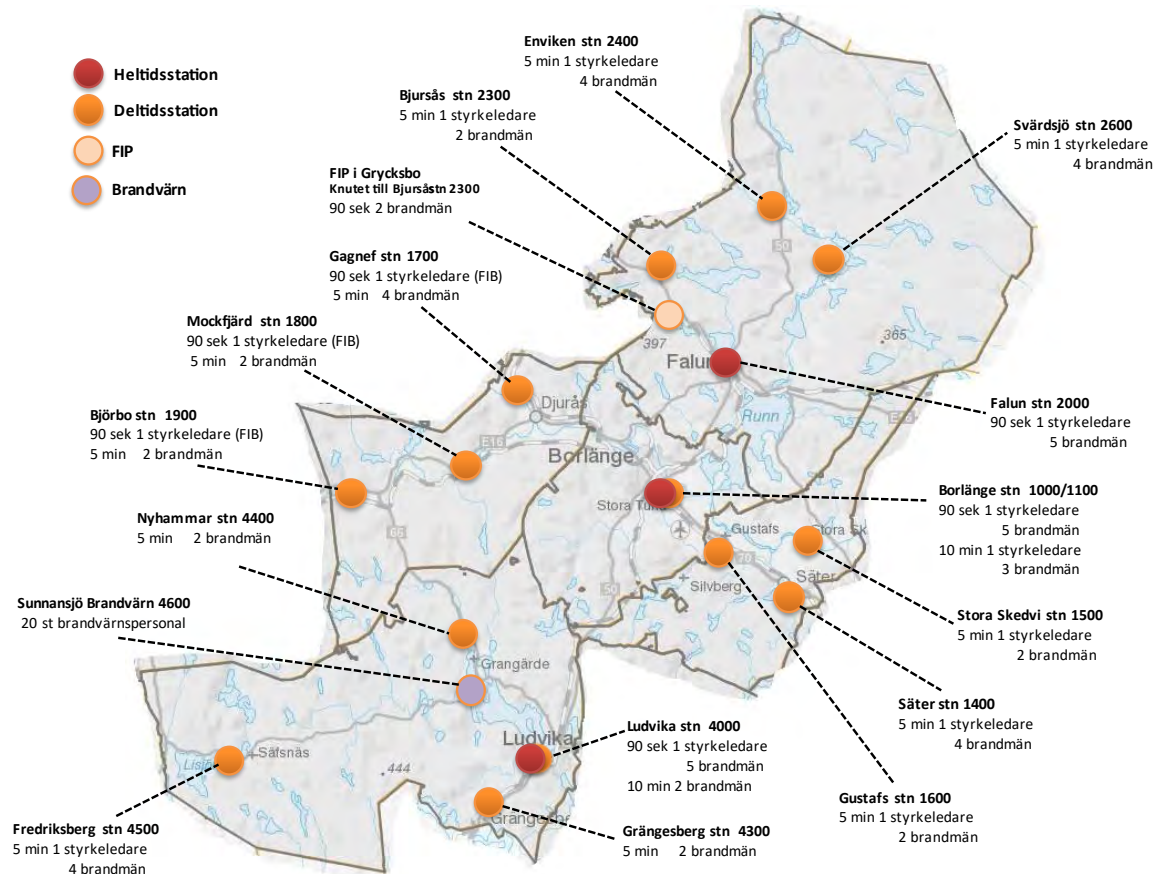 Heltidsstation
Deltidsstation
FIP
Brandvärn
Enviken stn 2400
5 min 1 styrkeledare
4 brandmän
Bjursås stn 2300
5 min 1 styrkeledare
2 brandmän
Svärdsjö stn 2600
5 min 1 styrkeledare
4 brandmän
FIP i Grycksbo
Knutet till Bjursåstn 2300
90 sek 2 brandmän
Gagnef stn 1700
90 sek 1 styrkeledare (FIB)
5 min 4 brandmän
Mockfjärd stn 1800
90 sek 1 styrkeledare (FIB)
5 min 2 brandmän
Björbo stn 1900
90 sek 1 styrkeledare (FIB)
5 min 2 brandmän
Nyhammar stn 4400
5 min 2 brandmän
Sunnansjö Brandvärn 4600
20 st brandvärnspersonal
Fredriksberg stn 4500
5 min 1 styrkeledare
4 brandmän
Falun stn 2000
90 sek 1 styrkeledare
5 brandmän
Borlänge stn 1000/1100
90 sek 1 styrkeledare
5 brandmän
10 min 1 styrkeledare
3 brandmän
Stora Skedvi stn 1500
5 min 1 styrkeledare
2 brandmän
Säter stn 1400
5 min 1 styrkeledare
4 brandmän
Gustafs stn 1600
5 min 1 styrkeledare
2 brandmän
Ludvika stn 4000
90 sek 1 styrkeledare
5 brandmän
10 min 2 brandmän
Grängesberg stn 4300
5 min 2 brandmän
50
365
397
Falun
Runn
E16
Djurås
E16
Borlänge
Stora Tuna
Gustafs
Stora Sk
70
Säter
Silvberg
50
66
Grangärde
Ludvika
Säfsnäs
444